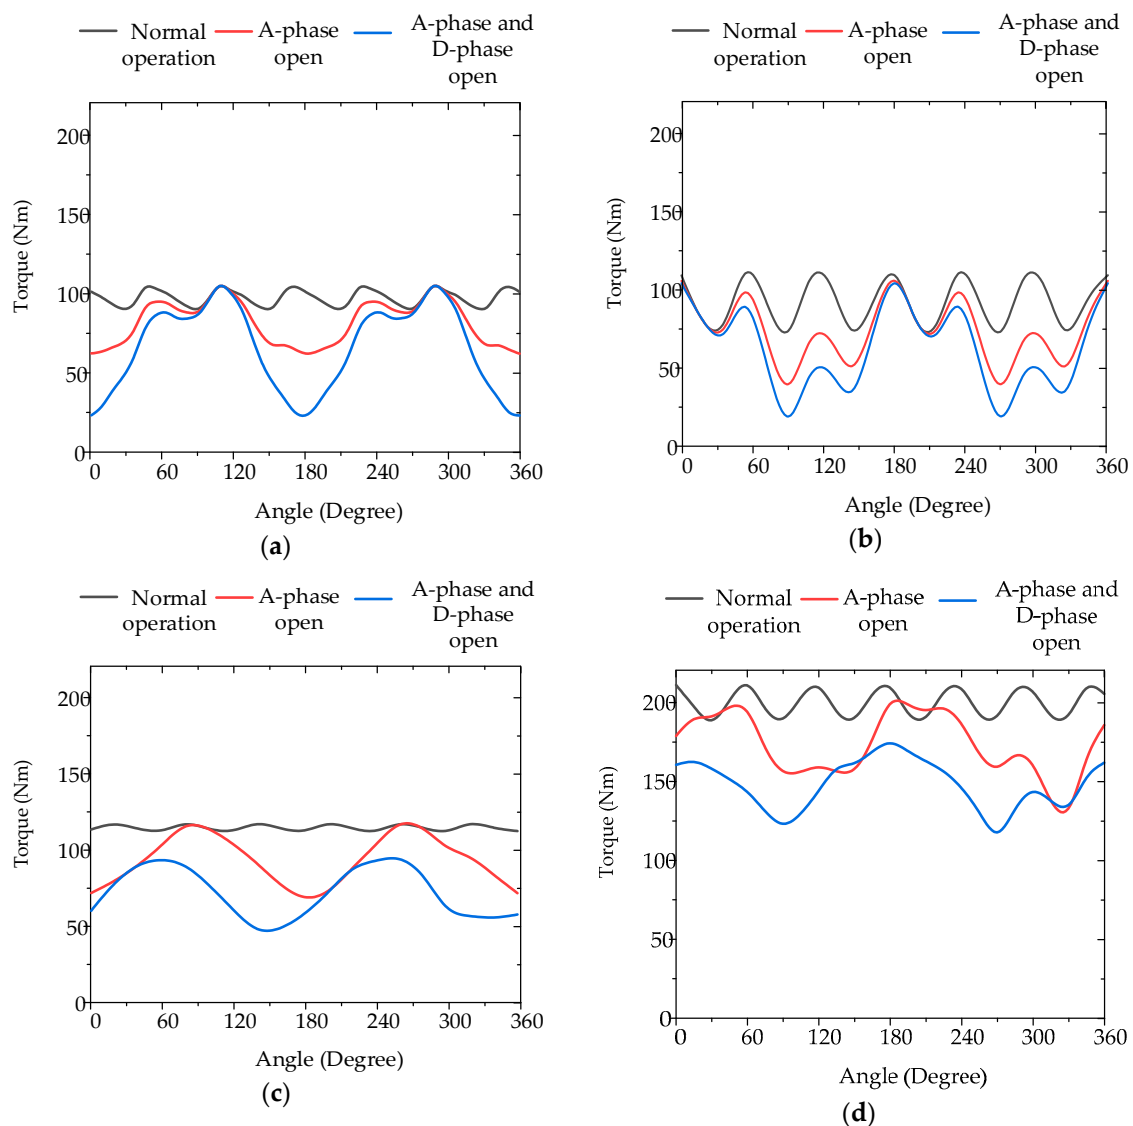 Normal operation
A-phase open
A-phase and D-phase open
Torque (Nm)
200
150
100
50
0
0 60 120 180 240 300 360
Angle (Degree)
(a)
Normal operation
A-phase open
A-phase and D-phase open
Torque (Nm)
200
150
100
50
0
0 60 120 180 240 300 360
Angle (Degree)
(b)
Normal operation
A-phase open
A-phase and D-phase open
Torque (Nm)
200
150
100
50
0
0 60 120 180 240 300 360
Angle (Degree)
(c)
Normal operation
A-phase open
A-phase and D-phase open
Torque (Nm)
200
150
100
50
0
0 60 120 180 240 300 360
Angle (Degree)
(d)